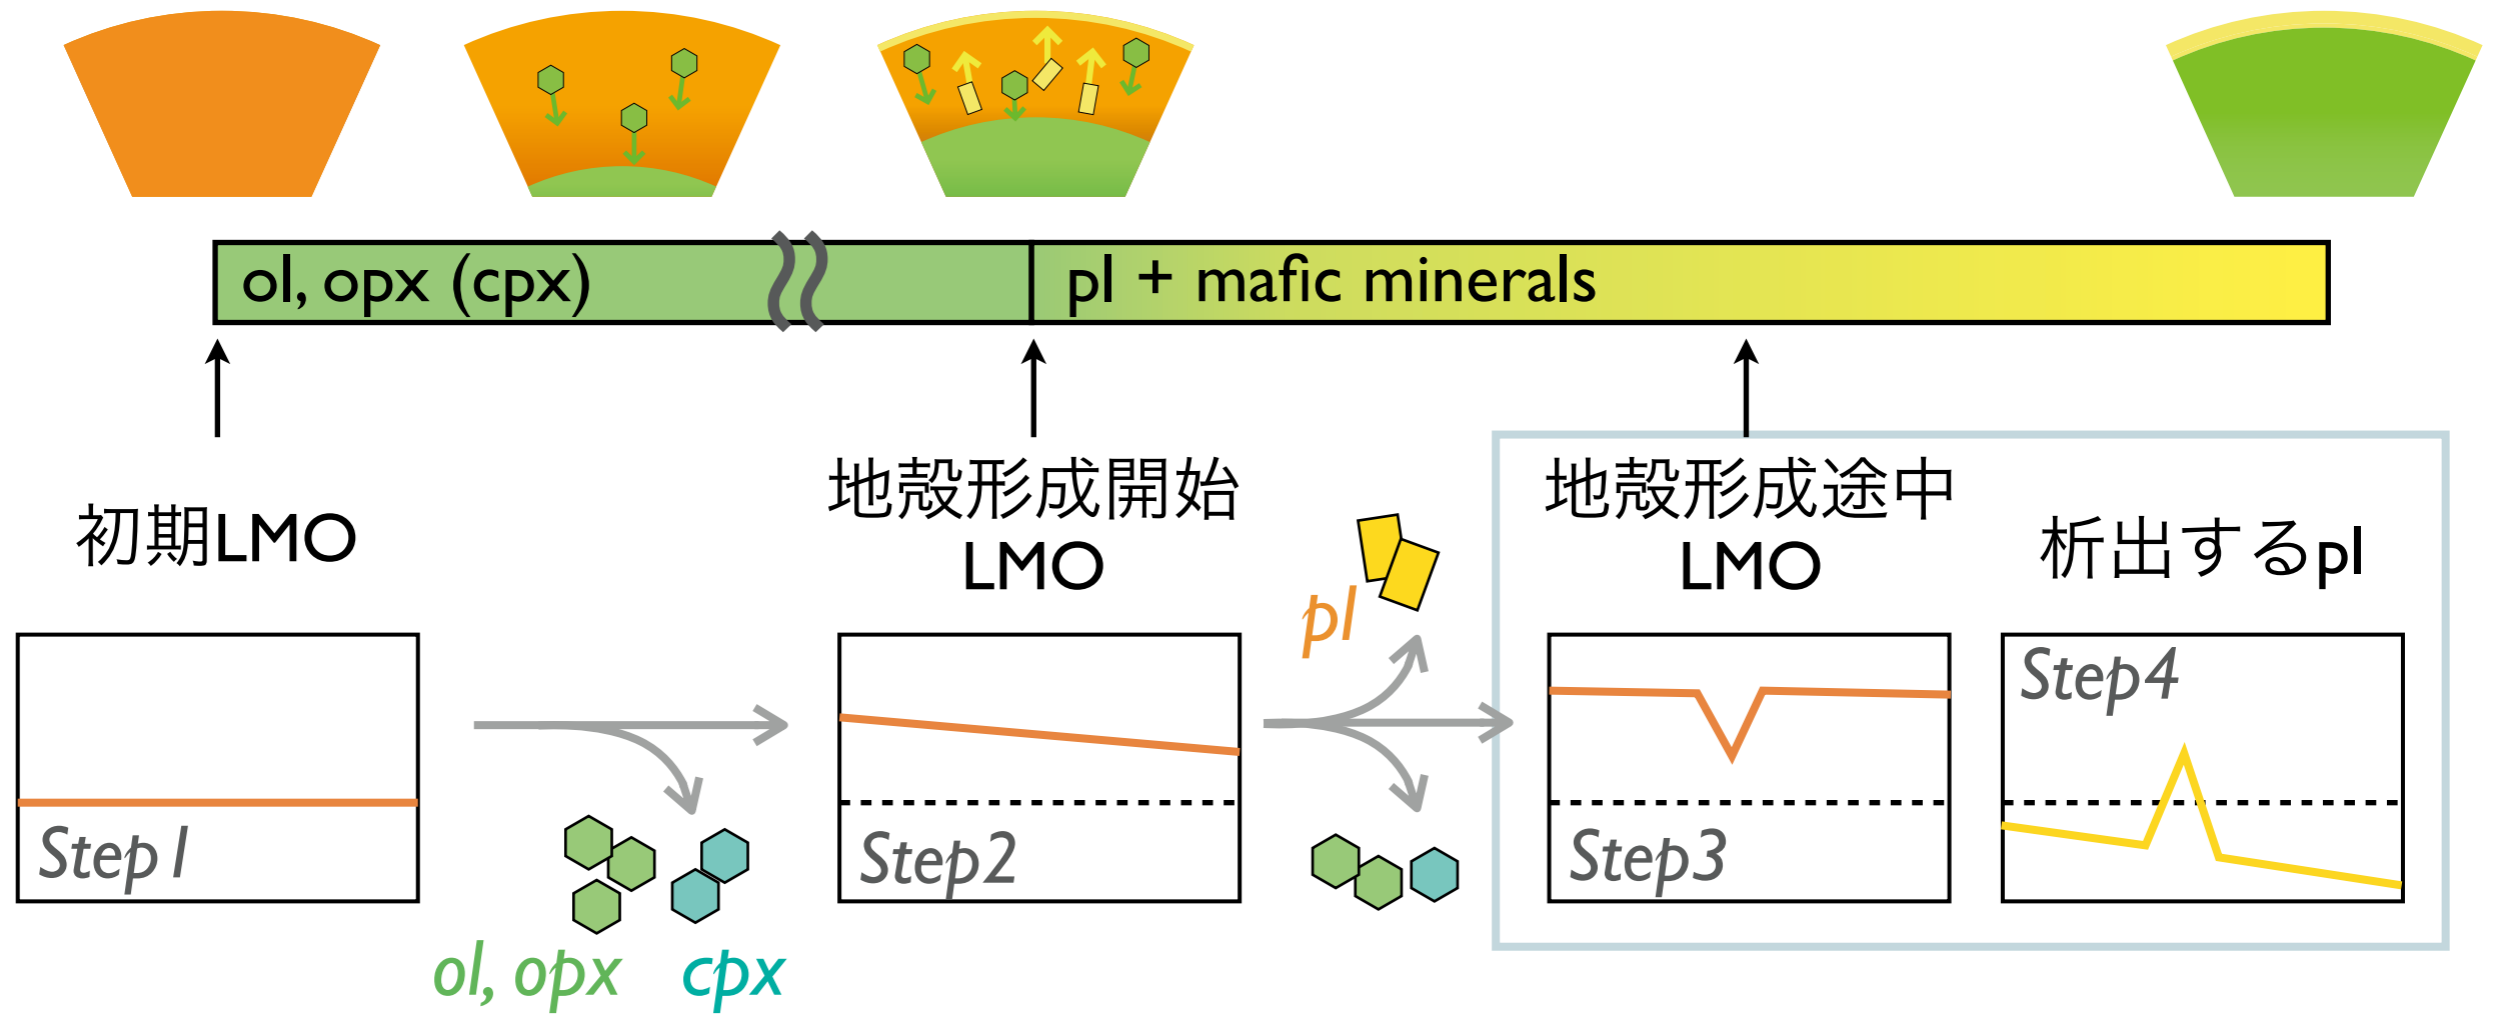 ol, opx (cpx)
pl + mafic minerals
初期LMO
地殻形成開始
LMO
地殻形成途中
LMO
析出するpl
pl
Step1
Step2
Step3
Step4
ol, opx
cpx